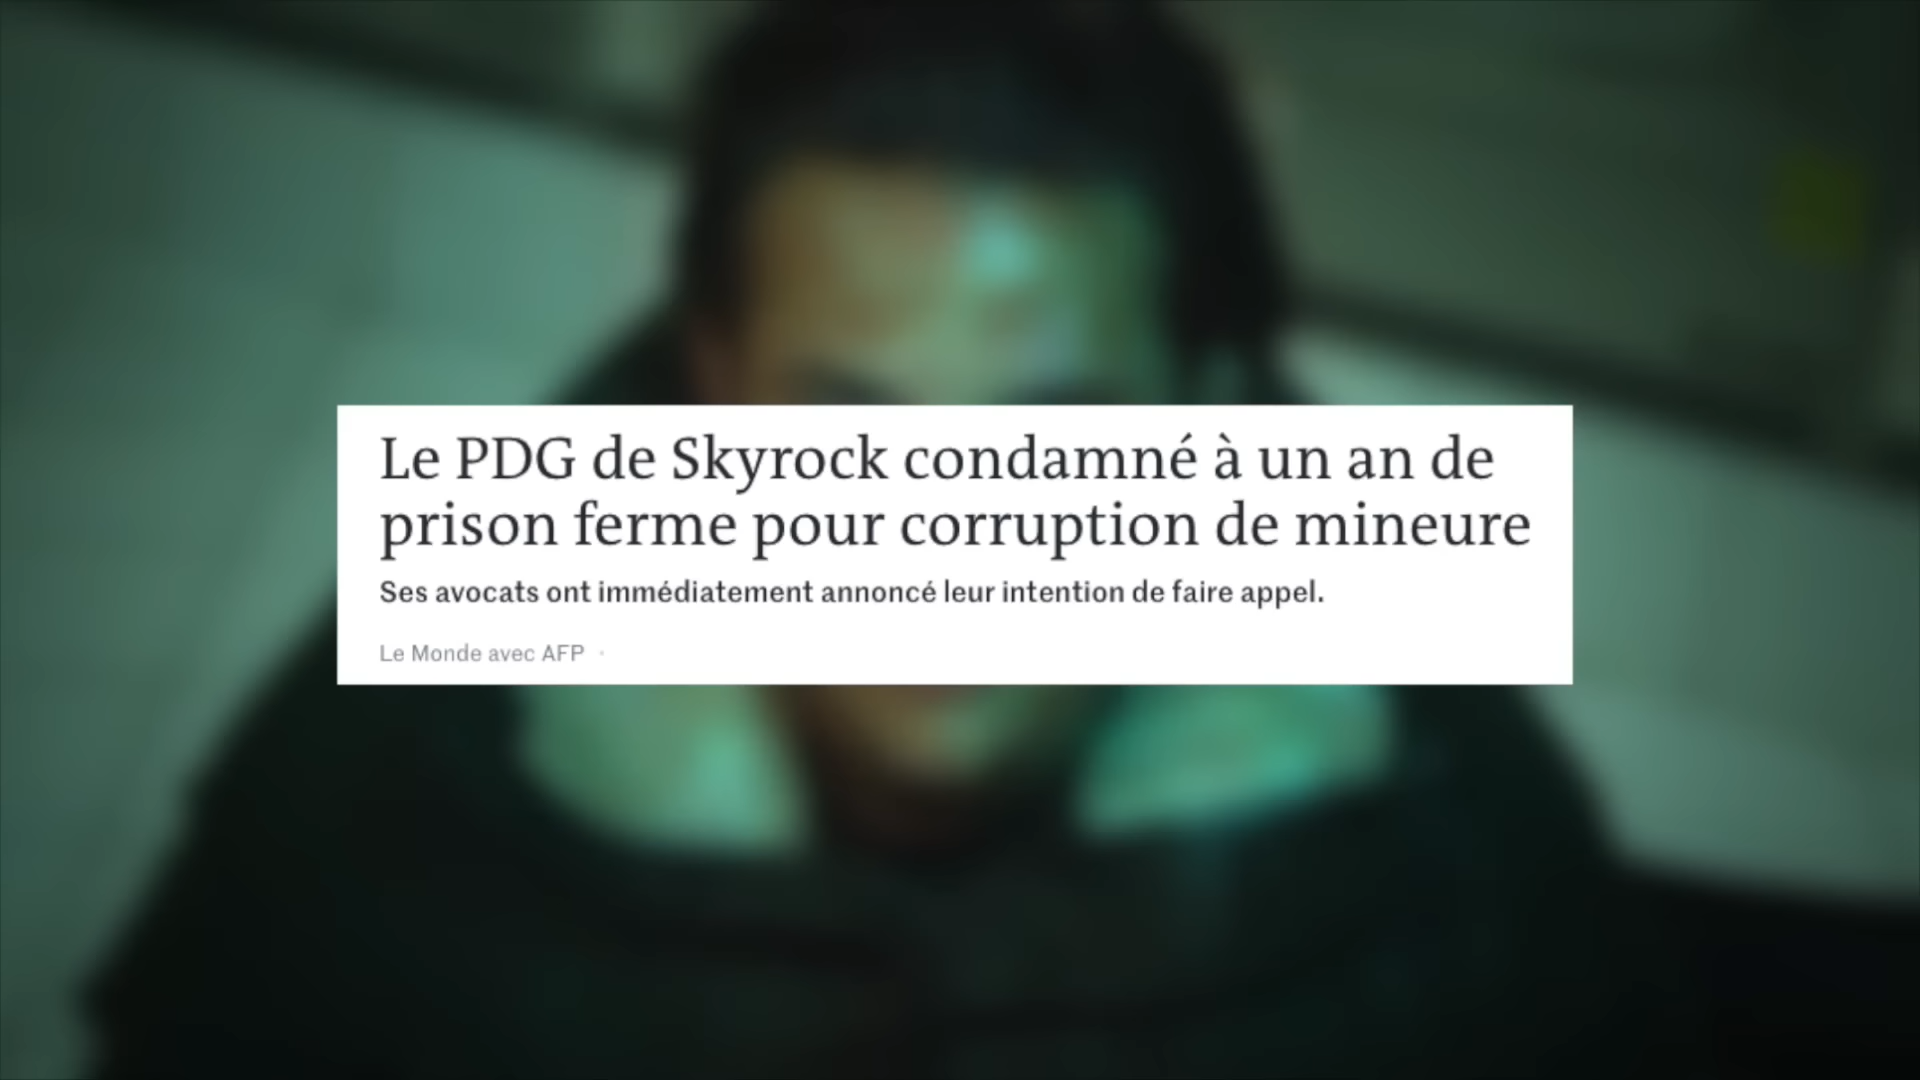 Le PDG de Skyrock condamné à un an de
prison ferme pour corruption de mineure
Ses avocats ont immédiatement annoncé leur intention de faire appel.
Le Monde avec AFP